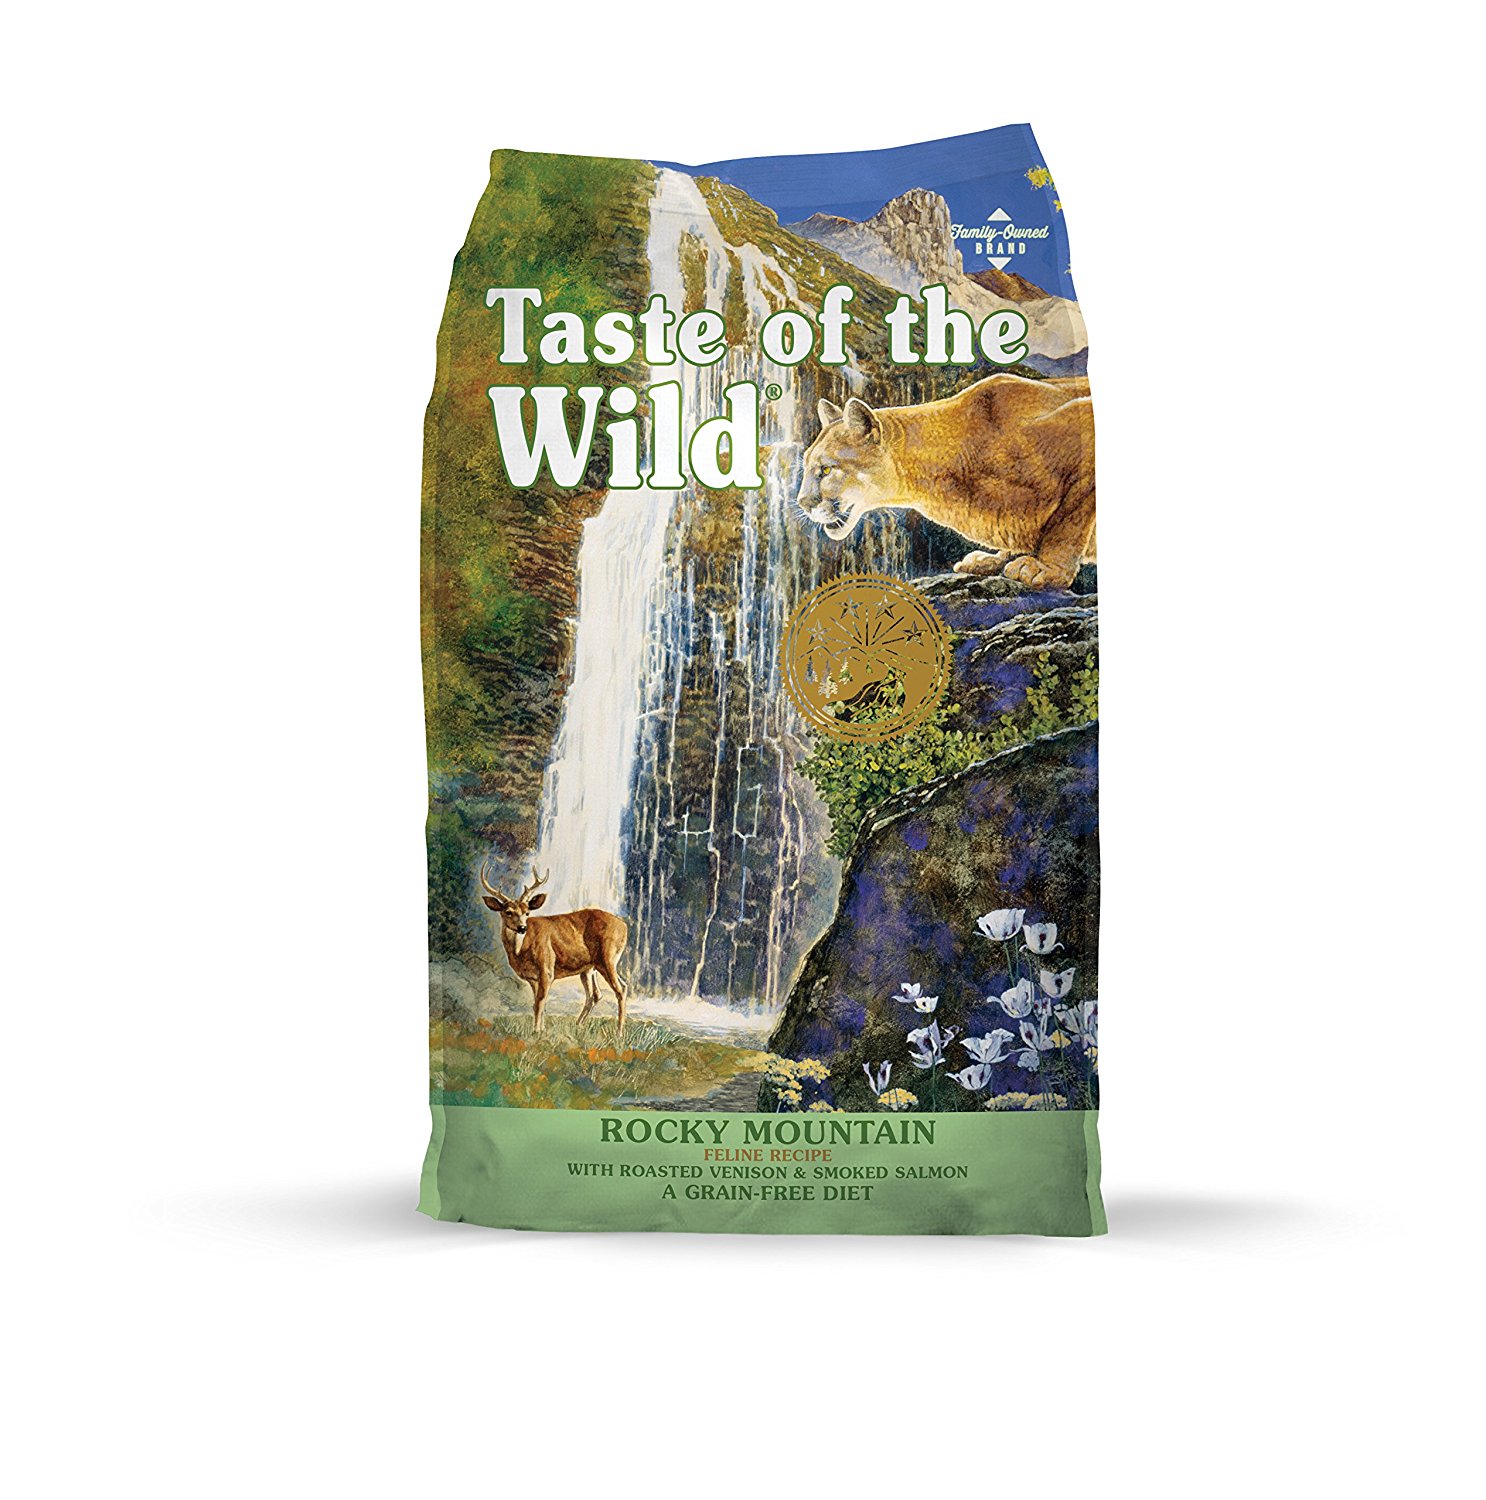 Family-Owned
BRAND
Taste of the
Wild®
ROCKY MOUNTAIN
FELINE RECIPE
WITH ROASTED VENISON & SMOKED SALMON
A GRAIN-FREE DIET